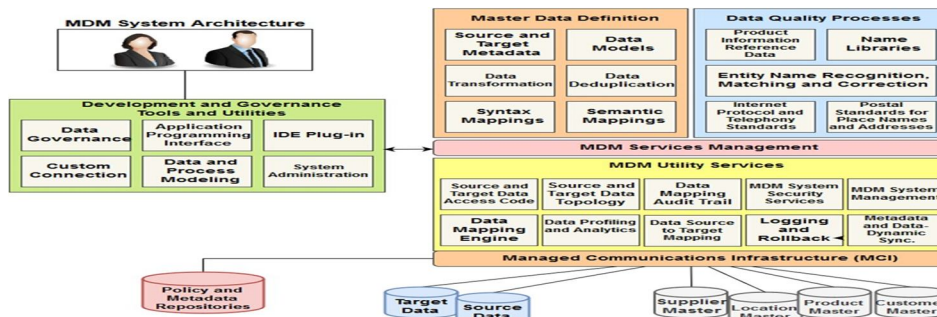 MDM System Architecture
Development and Governance
Tools and Utilities
Data
Governance
Application
Programming
Interface
IDE Plug-in
Custom
Connection
Data and
Process
Modeling
System
Administration
Master Data Definition
Source and
Target
Metadata
Data
Models
Data
Transformation
Data
Deduplication
Syntax
Mappings
Semantic
Mappings
Data Quality Processes
Product
Information
Reference
Data
Name
Libraries
Entity Name Recognition,
Matching and Correction
Internet
Protocol and
Telephony
Standards
Postal
Standards for
Place Names
and Addresses
MDM Services Management
MDM Utility Services
Source and
Target Data
Access Code
Source and
Target Data
Topology
Data
Mapping
Audit Trail
MDM System
Security
Services
MDM System
Management
Data
Mapping
Engine
Data Profiling
and Analytics
Data Source
to Target
Mapping
Logging
and
Rollback
Metadata
and Data-
Dynamic
Sync.
Managed Communications Infrastructure (MCI)
Policy and
Metadata
Repositories
Target
Data
Source
Data
Supplier
Master
Location
Master
Product
Master
Customer
Master